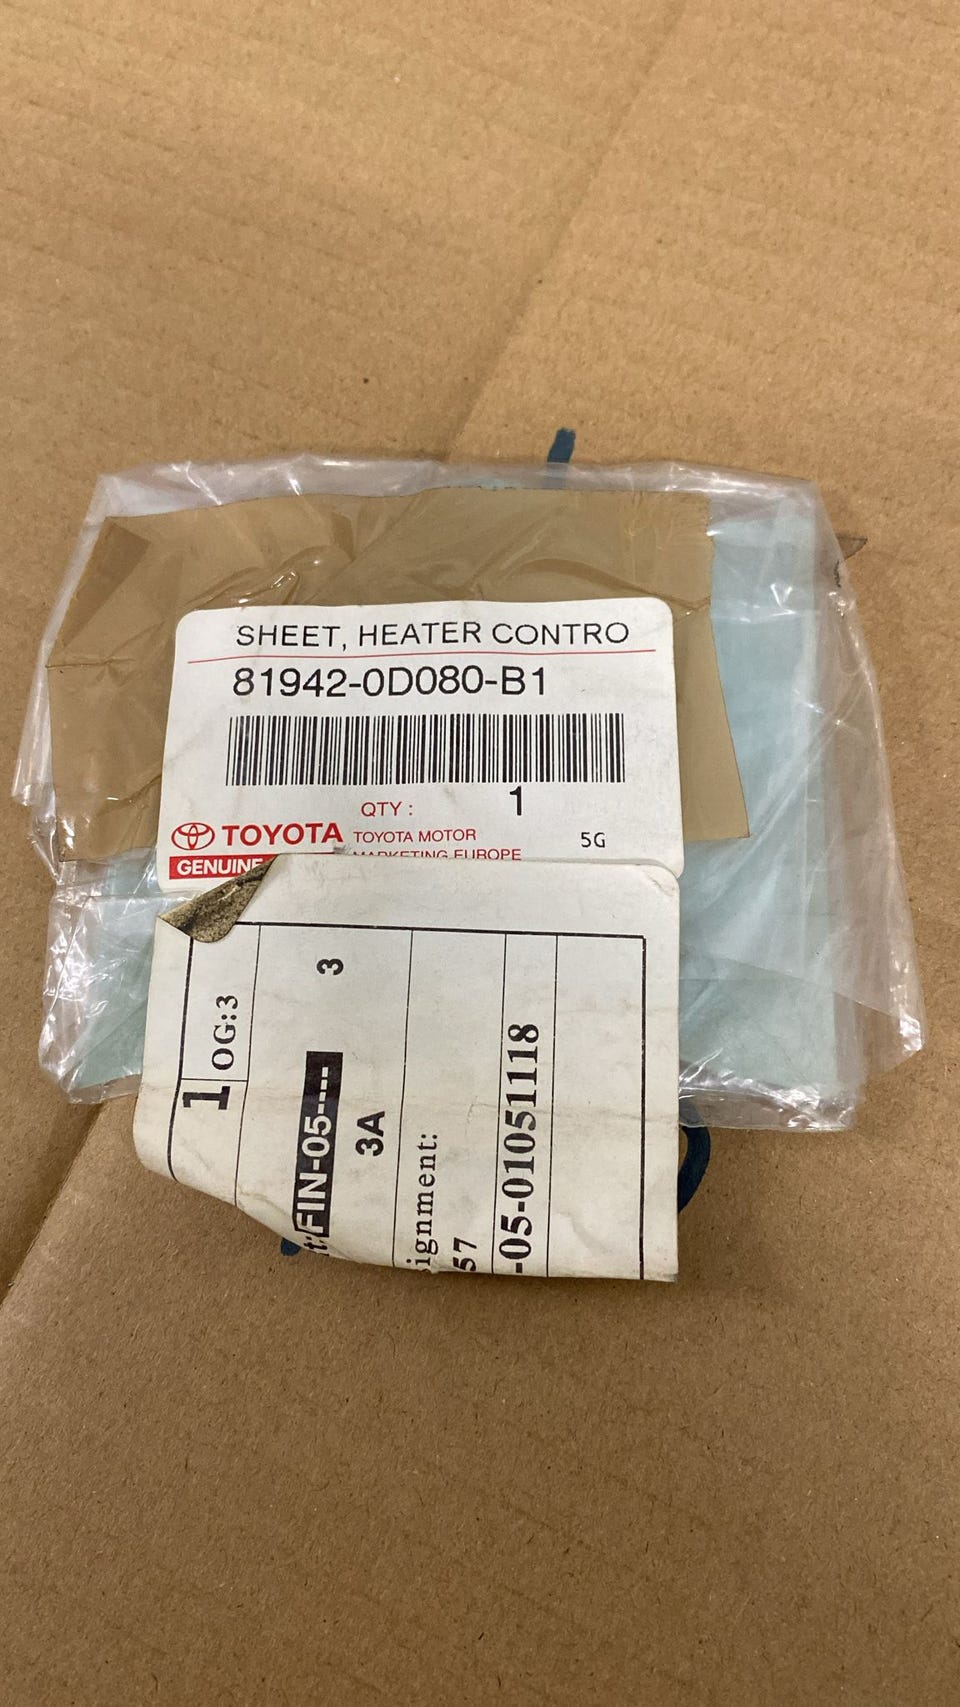 SHEET, HEATER CONTRO
81942-0D080-B1
QTY : 1
TOYOTA TOYOTA MOTOR
GENUINE MARKETING EUROPE
5G
1 OG:3
3
FIN-05----
3A
ignment:
57
-05-01051118